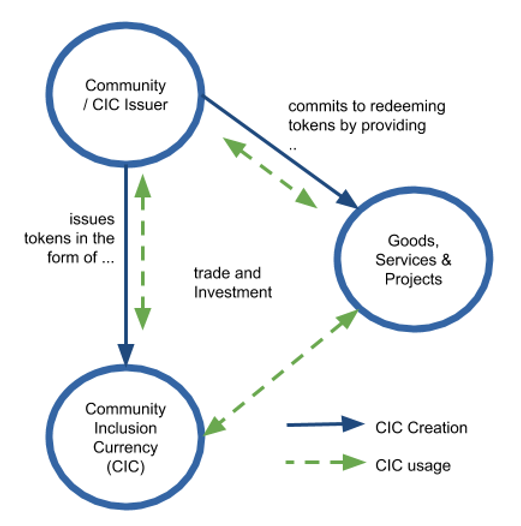 Community
/ CIC Issuer
commits to redeeming
tokens by providing
..
issues
tokens in the
form of ...
Goods,
Services &
Projects
trade and
Investment
Community
Inclusion
Currency
(CIC)
CIC Creation
CIC usage